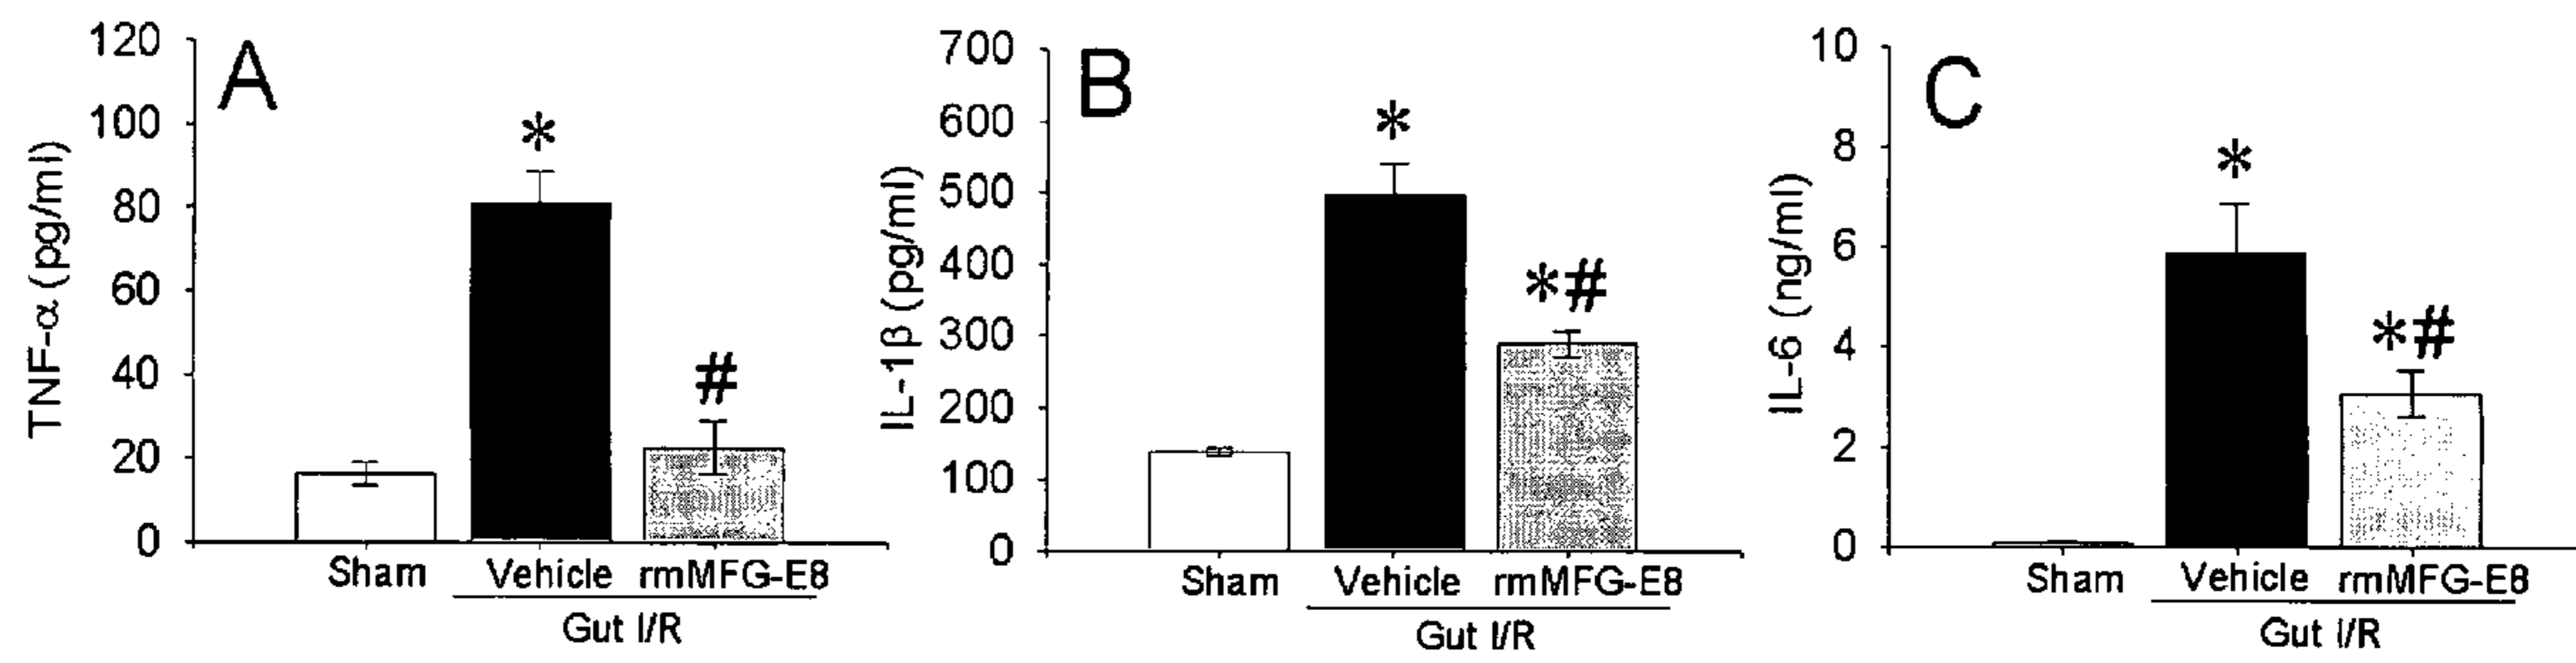 A
TNF-α (pg/ml)
120
100
80
60
40
20
0
*
#
Sham
Vehicle
rmMFG-E8
Gut I/R
B
IL-1β (pg/ml)
700
600
500
400
300
200
100
0
*
*#
Sham
Vehicle
rmMFG-E8
Gut I/R
C
IL-6 (ng/ml)
10
8
6
4
2
0
*
*#
Sham
Vehicle
rmMFG-E8
Gut I/R